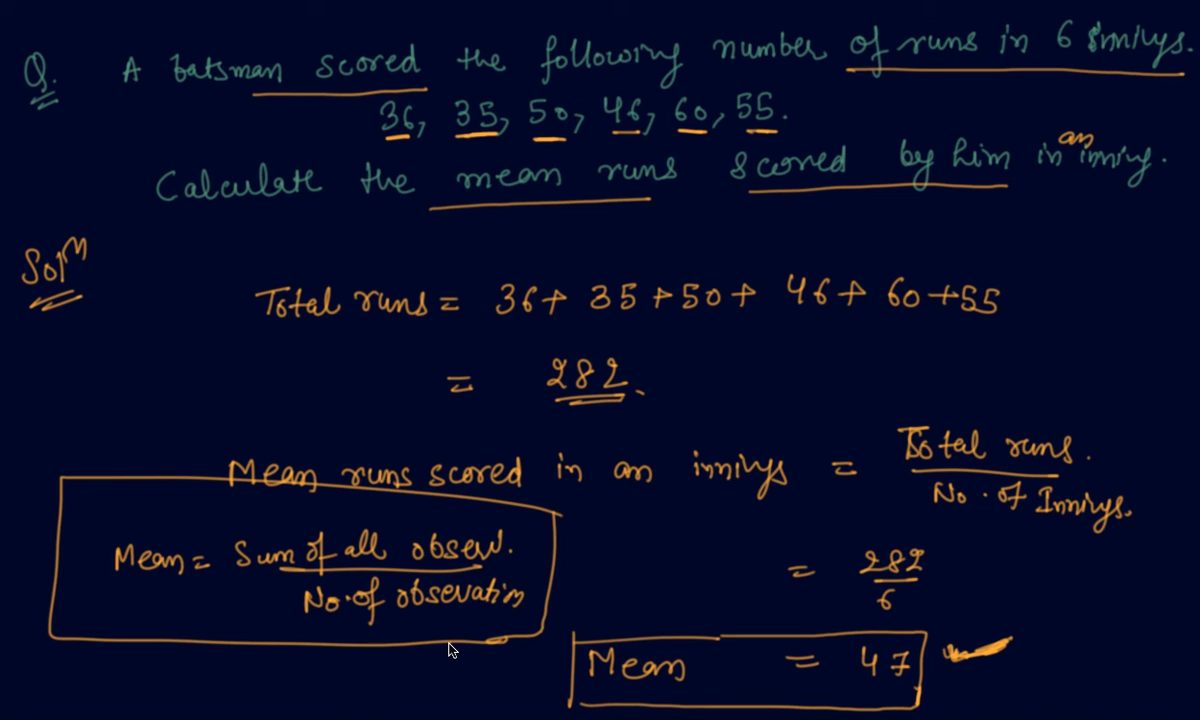 Q. A batsman scored the following number of runs in 6 innings.
36, 35, 50, 46, 60, 55.
Calculate the mean runs scored by him in an inning.
Solⁿ
Total runs = 36 + 35 + 50 + 46 + 60 + 55
= 282.
Mean runs scored in an innings = Total runs. / No. of Innings.
Mean = Sum of all observ. / No. of observation
= 282 / 6
Mean = 47